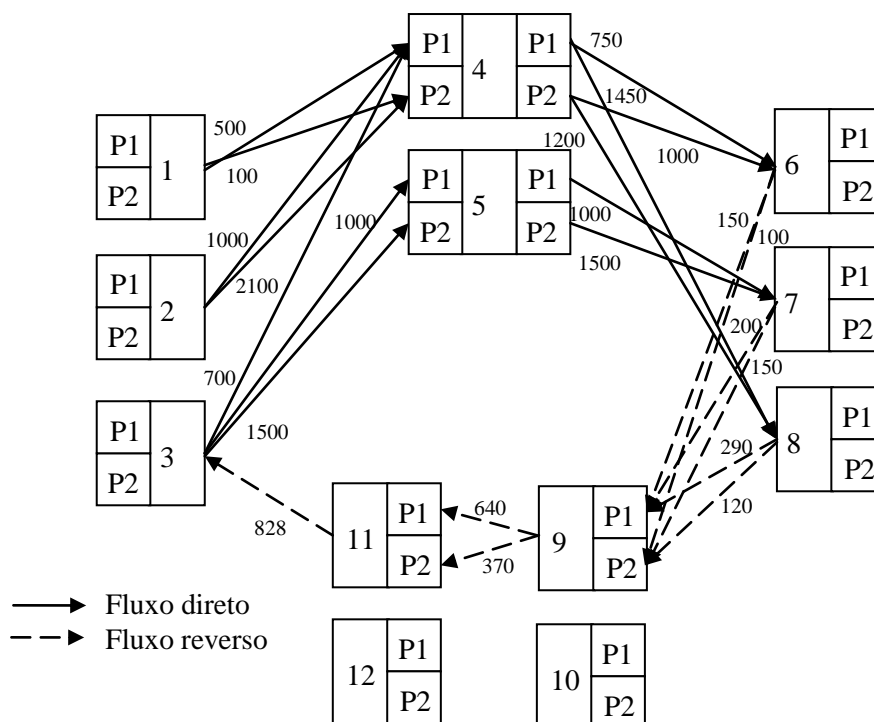 P1 P1 750
4
P2 P2 1450
500 1200 1000
P1
1
P2
100
P1 P1
5
P2 P2
1000 1000
1500
P1
6
P2
150 100
1000
2100
P1
2
P2
P1
7
P2
200
150
700
1500
P1
3
P2
P1
8
P2
290
120
828
11
P1
P2
640
370
9
P1
P2
Fluxo direto
Fluxo reverso
12
P1
P2
10
P1
P2